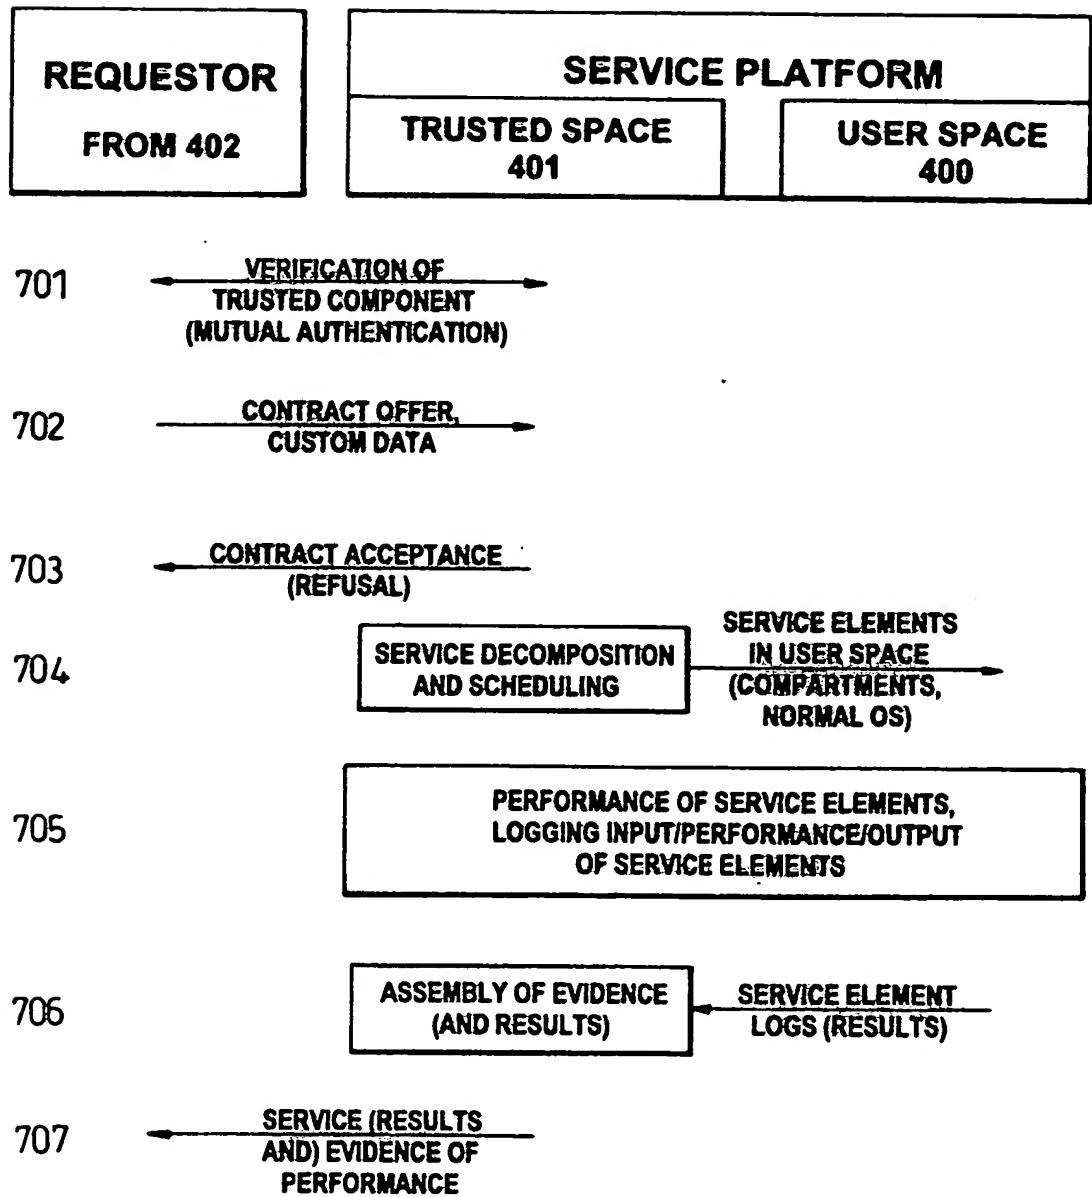 REQUESTOR
FROM 402
SERVICE PLATFORM
TRUSTED SPACE
401
USER SPACE
400
701
VERIFICATION OF
TRUSTED COMPONENT
(MUTUAL AUTHENTICATION)
702
CONTRACT OFFER,
CUSTOM DATA
703
CONTRACT ACCEPTANCE
(REFUSAL)
704
SERVICE DECOMPOSITION
AND SCHEDULING
SERVICE ELEMENTS
IN USER SPACE
(COMPARTMENTS,
NORMAL OS)
705
PERFORMANCE OF SERVICE ELEMENTS,
LOGGING INPUT/PERFORMANCE/OUTPUT
OF SERVICE ELEMENTS
706
ASSEMBLY OF EVIDENCE
(AND RESULTS)
SERVICE ELEMENT
LOGS (RESULTS)
707
SERVICE (RESULTS
AND) EVIDENCE OF
PERFORMANCE